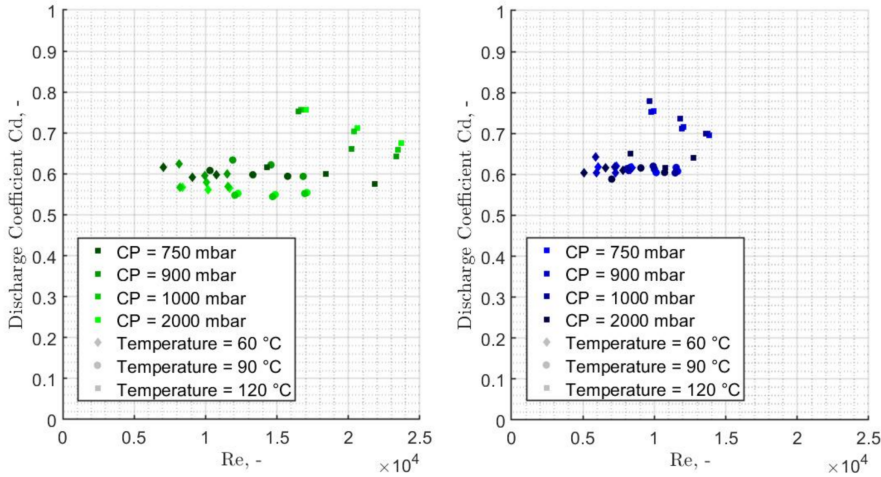 1
0.9
0.8
0.7
0.6
0.5
0.4
0.3
0.2
0.1
0
Discharge Coefficient Cd, -
CP = 750 mbar
CP = 900 mbar
CP = 1000 mbar
CP = 2000 mbar
Temperature = 60 °C
Temperature = 90 °C
Temperature = 120 °C
0 0.5 1 1.5 2 2.5
Re, -
×10⁴
1
0.9
0.8
0.7
0.6
0.5
0.4
0.3
0.2
0.1
0
Discharge Coefficient Cd, -
CP = 750 mbar
CP = 900 mbar
CP = 1000 mbar
CP = 2000 mbar
Temperature = 60 °C
Temperature = 90 °C
Temperature = 120 °C
0 0.5 1 1.5 2 2.5
Re, -
×10⁴